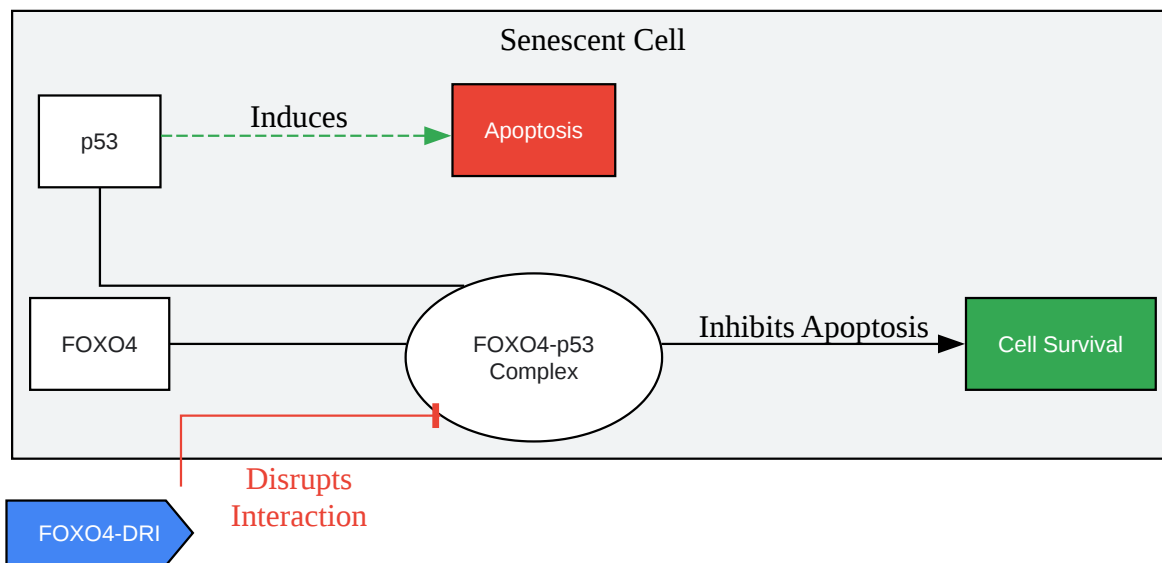 Senescent Cell
Induces
p53
Apoptosis
FOXO4
FOXO4-p53
Complex
Inhibits Apoptosis
Cell Survival
Disrupts
Interaction
FOXO4-DRI